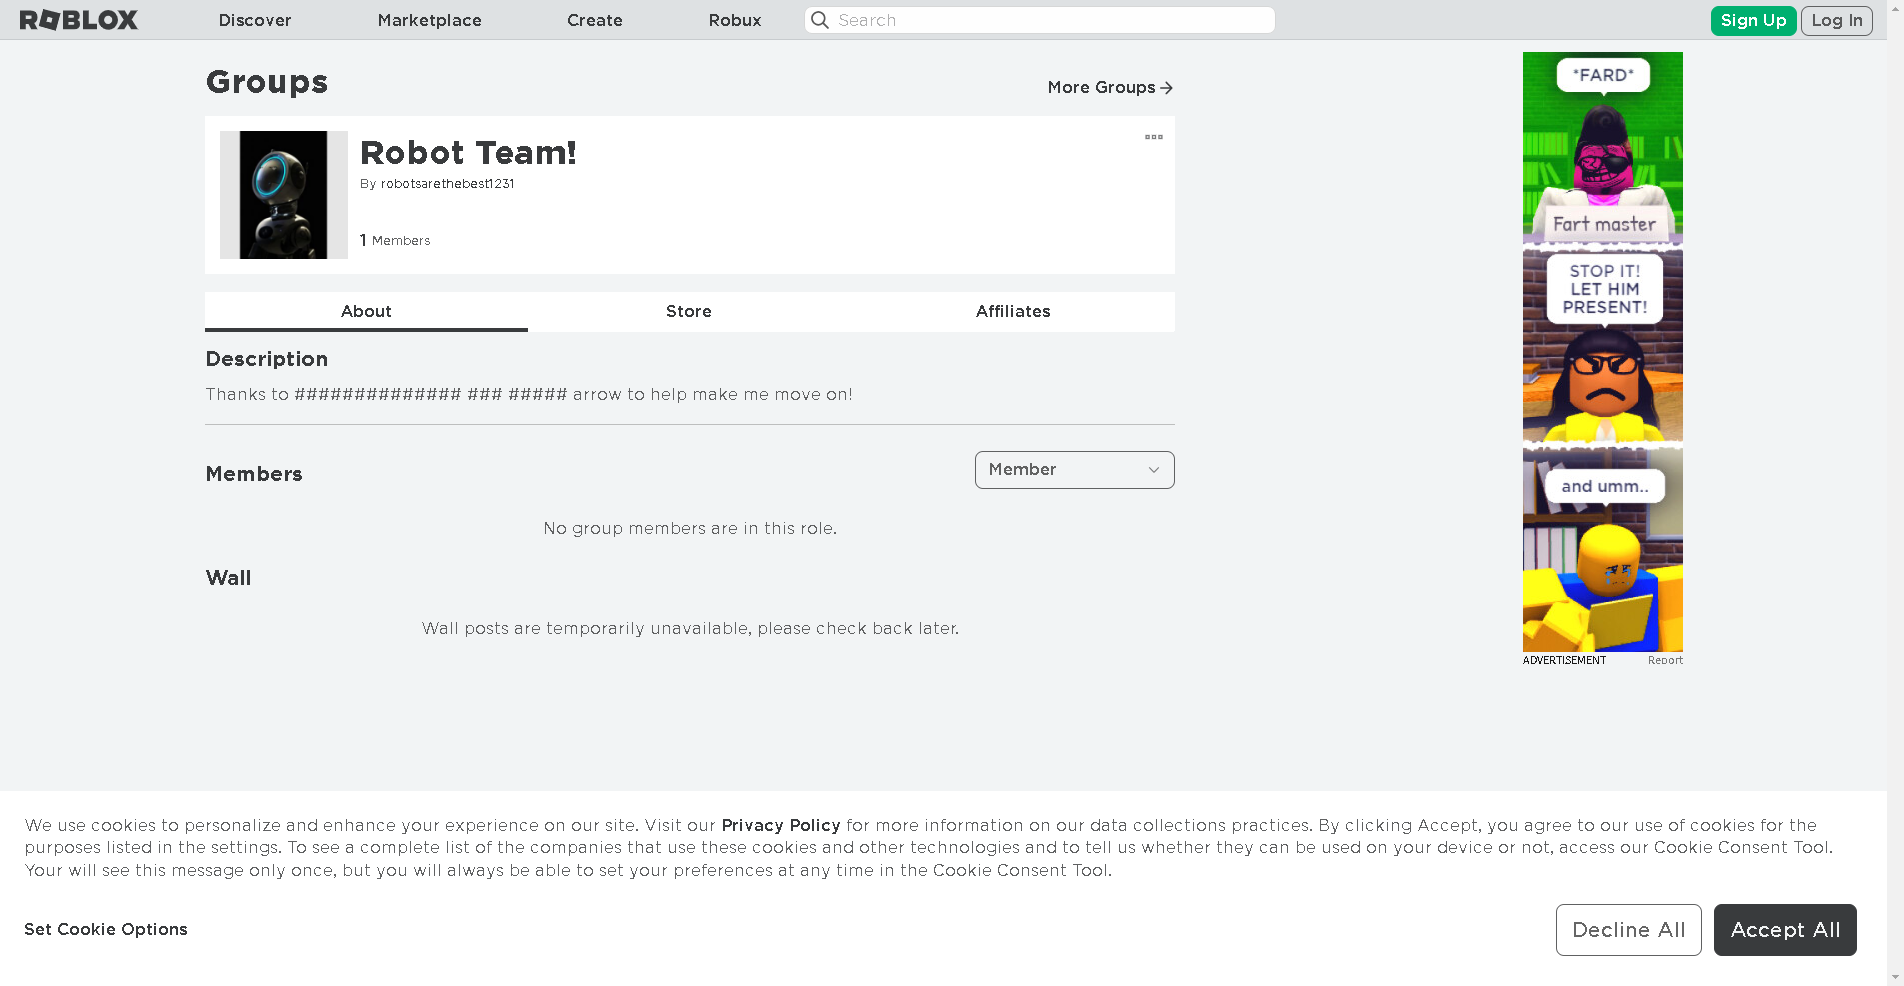 ROBLOX
Discover
Marketplace
Create
Robux
Search
Sign Up
Log In
Groups
More Groups
Robot Team!
By robotsarethebest1231
1 Members
About
Store
Affiliates
Description
Thanks to ############## ### ##### arrow to help make me move on!
Members
Member
No group members are in this role.
Wall
Wall posts are temporarily unavailable, please check back later.
*FARD*
Fart master
STOP IT!
LET HIM
PRESENT!
and umm..
ADVERTISEMENT
Report
We use cookies to personalize and enhance your experience on our site. Visit our Privacy Policy for more information on our data collections practices. By clicking Accept, you agree to our use of cookies for the
purposes listed in the settings. To see a complete list of the companies that use these cookies and other technologies and to tell us whether they can be used on your device or not, access our Cookie Consent Tool.
Your will see this message only once, but you will always be able to set your preferences at any time in the Cookie Consent Tool.
Set Cookie Options
Decline All
Accept All